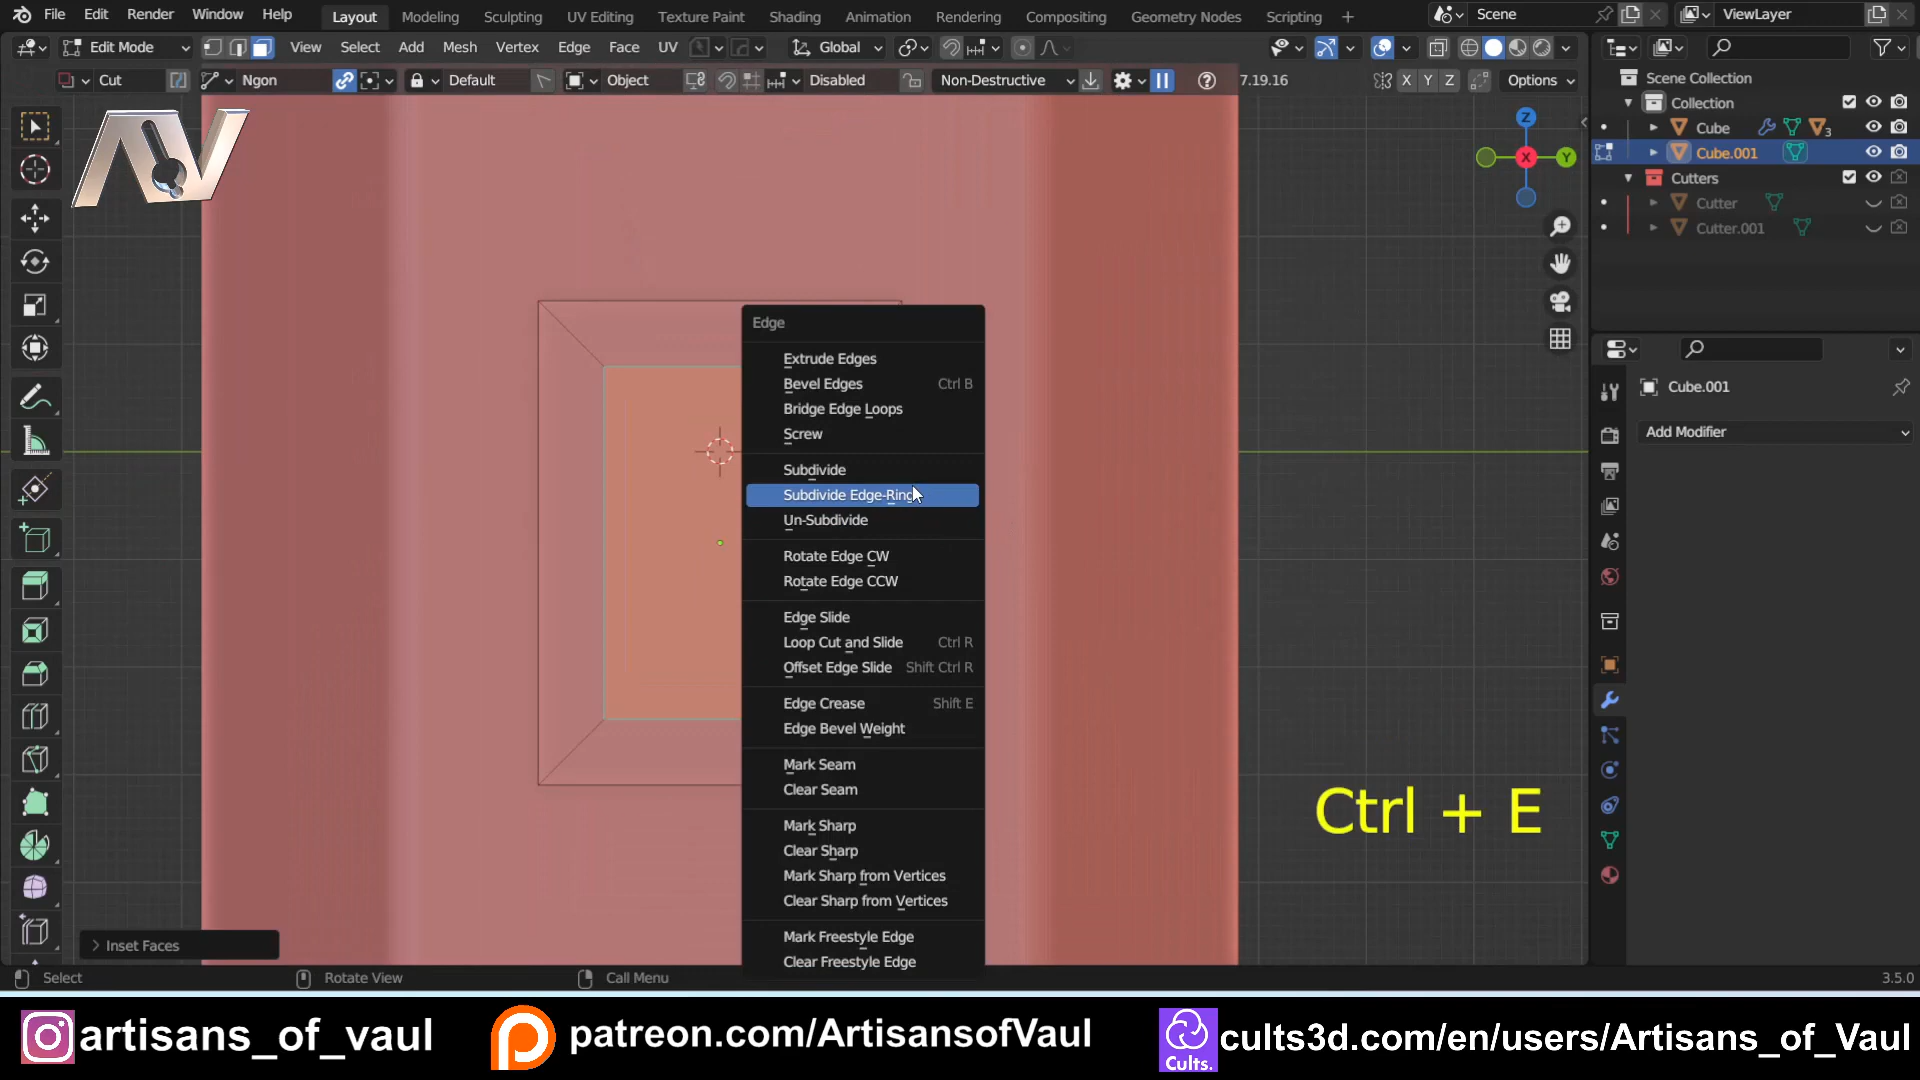 File Edit Render Window Help Layout Modeling Sculpting UV Editing Texture Paint Shading Animation Rendering Compositing Geometry Nodes Scripting + Scene ViewLayer
Edit Mode View Select Add Mesh Vertex Edge Face UV Global
Cut Ngon Default Object Disabled Non-Destructive 7.19.16 X Y Z Options
AV
Z
X
Y
Scene Collection
Collection
Cube 3
Cube.001
Cutters
Cutter
Cutter.001
Cube.001
Add Modifier
Edge
Extrude Edges
Bevel Edges Ctrl B
Bridge Edge Loops
Screw
Subdivide
Subdivide Edge-Ring
Un-Subdivide
Rotate Edge CW
Rotate Edge CCW
Edge Slide
Loop Cut and Slide Ctrl R
Offset Edge Slide Shift Ctrl R
Edge Crease Shift E
Edge Bevel Weight
Mark Seam
Clear Seam
Mark Sharp
Clear Sharp
Mark Sharp from Vertices
Clear Sharp from Vertices
Mark Freestyle Edge
Clear Freestyle Edge
Ctrl + E
Inset Faces
Select Rotate View Call Menu 3.5.0
artisans_of_vaul patreon.com/ArtisansofVaul cults3d.com/en/users/Artisans_of_Vaul
Cults.